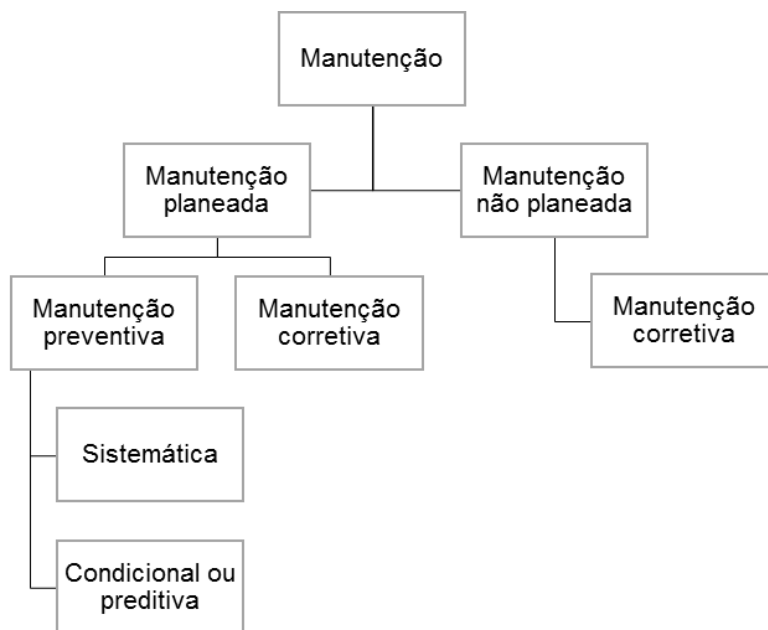 Manutenção
Manutenção
planeada
Manutenção
não planeada
Manutenção
preventiva
Manutenção
corretiva
Manutenção
corretiva
Sistemática
Condicional ou
preditiva